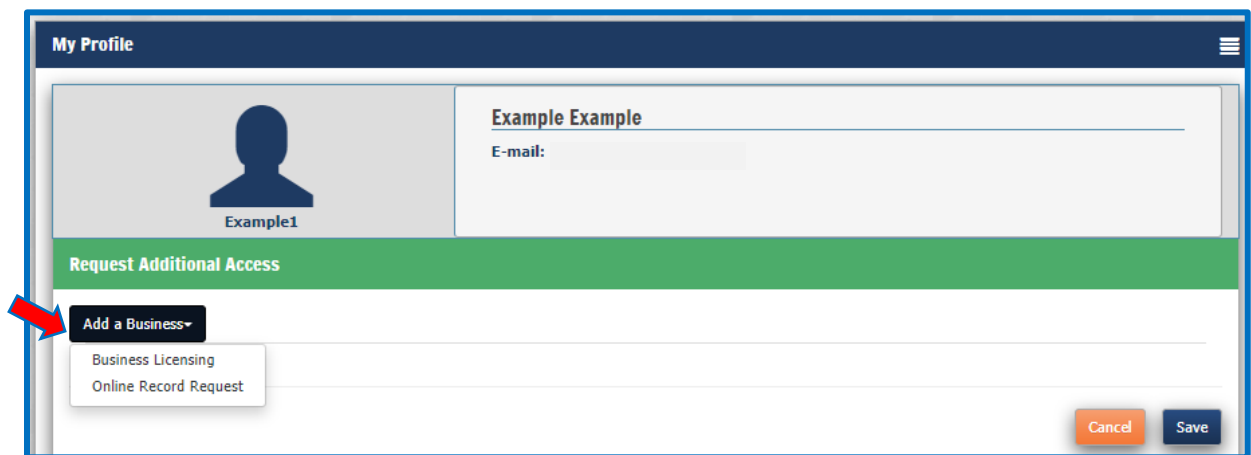 My Profile
Example Example
E-mail:
Example1
Request Additional Access
Add a Business
Business Licensing
Online Record Request
Cancel Save